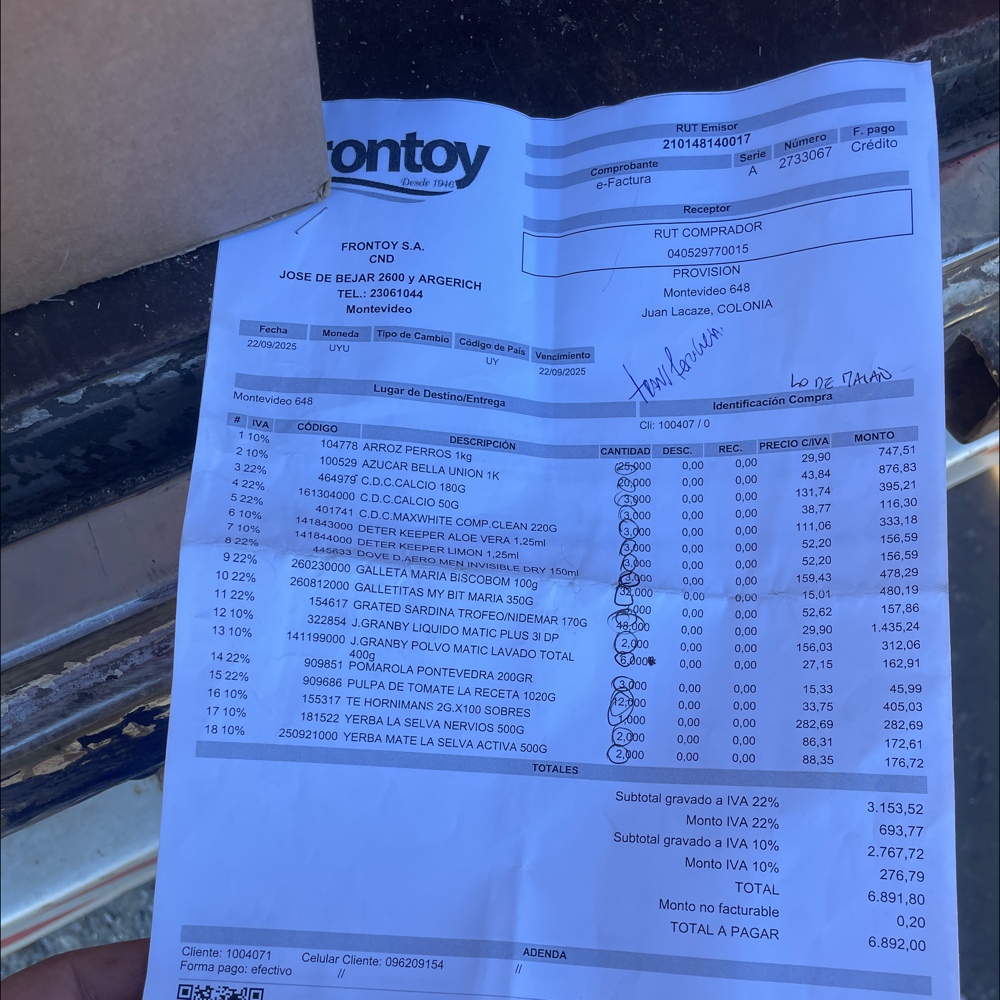 rontoy
Desde 1946
FRONTOY S.A.
CND
JOSE DE BEJAR 2600 y ARGERICH
TEL.: 23061044
Montevideo
RUT Emisor
210148140017
Comprobante Serie Número F. pago
e-Factura A 2733067 Crédito
Receptor
RUT COMPRADOR
040529770015
PROVISION
Montevideo 648
Juan Lacaze, COLONIA
Fecha Moneda Tipo de Cambio Código de País Vencimiento
22/09/2025 UYU UY 22/09/2025
LO DE
Lugar de Destino/Entrega Identificación Compra
Montevideo 648 Cli: 100407 / 0
# IVA CÓDIGO DESCRIPCIÓN CANTIDAD DESC. REC. PRECIO C/IVA MONTO
1 10% 104778 ARROZ PERROS 1kg 25,000 0,00 0,00 29,90 747,51
2 10% 100529 AZUCAR BELLA UNION 1K 20,000 0,00 0,00 43,84 876,83
3 22% 464979 C.D.C.CALCIO 180G 3,000 0,00 0,00 131,74 395,21
4 22% 161304000 C.D.C.CALCIO 50G 3,000 0,00 0,00 38,77 116,30
5 22% 401741 C.D.C.MAXWHITE COMP.CLEAN 220G 3,000 0,00 0,00 111,06 333,18
6 10% 141843000 DETER KEEPER ALOE VERA 1,25ml 3,000 0,00 0,00 52,20 156,59
7 10% 141844000 DETER KEEPER LIMON 1,25ml 3,000 0,00 0,00 52,20 156,59
8 22% 445633 DOVE D.AERO MEN INVISIBLE DRY 150ml 3,000 0,00 0,00 159,43 478,29
9 22% 260230000 GALLETA MARIA BISCOBOM 100g 32,000 0,00 0,00 15,01 480,19
10 22% 260812000 GALLETITAS MY BIT MARIA 350G 0,00 0,00 52,62 157,86
11 22% 154617 GRATED SARDINA TROFEO/NIDEMAR 170G 48,000 0,00 0,00 29,90 1.435,24
12 10% 322854 J.GRANBY LIQUIDO MATIC PLUS 3l DP 2,000 0,00 0,00 156,03 312,06
13 10% 141199000 J.GRANBY POLVO MATIC LAVADO TOTAL 6,000 0,00 0,00 27,15 162,91
400g
14 22% 909851 POMAROLA PONTEVEDRA 200GR 3,000 0,00 0,00 15,33 45,99
15 22% 909686 PULPA DE TOMATE LA RECETA 1020G 12,000 0,00 0,00 33,75 405,03
16 10% 155317 TE HORNIMANS 2G.X100 SOBRES 1,000 0,00 0,00 282,69 282,69
17 10% 181522 YERBA LA SELVA NERVIOS 500G 2,000 0,00 0,00 86,31 172,61
18 10% 250921000 YERBA MATE LA SELVA ACTIVA 500G 2,000 0,00 0,00 88,35 176,72
TOTALES
Subtotal gravado a IVA 22% 3.153,52
Monto IVA 22% 693,77
Subtotal gravado a IVA 10% 2.767,72
Monto IVA 10% 276,79
TOTAL 6.891,80
Monto no facturable 0,20
TOTAL A PAGAR 6.892,00
ADENDA
Cliente: 1004071 Celular Cliente: 096209154 //
Forma pago: efectivo //